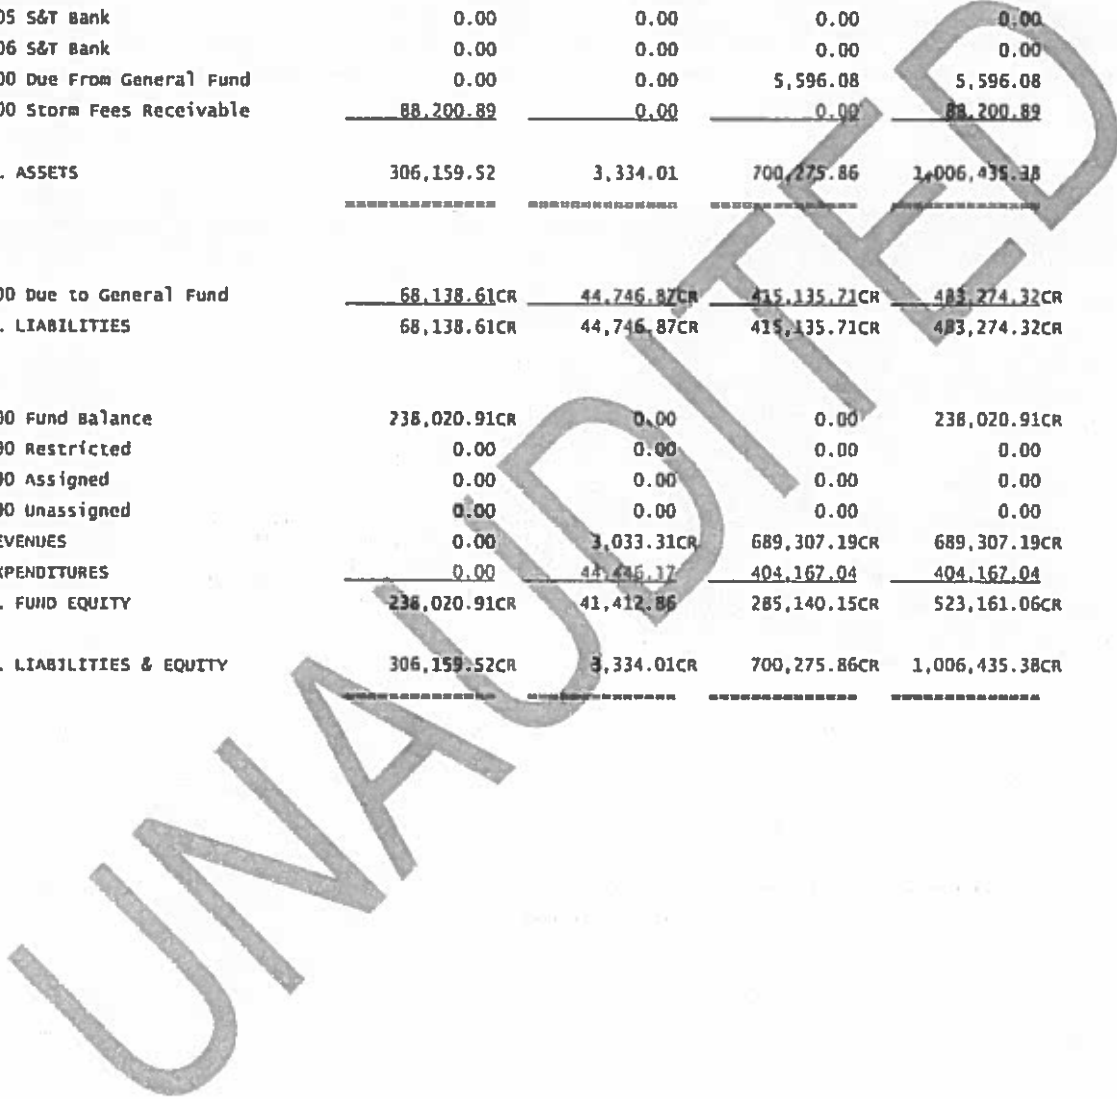 05 S&T Bank 0.00 0.00 0.00 0.00
06 S&T Bank 0.00 0.00 0.00 0.00
00 Due From General Fund 0.00 0.00 5,596.08 5,596.08
00 Storm Fees Receivable 88,200.89 0.00 0.00 88,200.89
. ASSETS 306,159.52 3,334.01 700,275.86 1,006,435.38
00 Due to General Fund 68,138.61CR 44,746.87CR 415,135.71CR 483,274.32CR
. LIABILITIES 68,138.61CR 44,746.87CR 415,135.71CR 483,274.32CR
00 Fund Balance 238,020.91CR 0.00 0.00 238,020.91CR
00 Restricted 0.00 0.00 0.00 0.00
00 Assigned 0.00 0.00 0.00 0.00
00 Unassigned 0.00 0.00 0.00 0.00
EVENUES 0.00 3,033.31CR 689,307.19CR 689,307.19CR
XPENDITURES 0.00 44,446.17 404,167.04 404,167.04
. FUND EQUITY 238,020.91CR 41,412.86 285,140.15CR 523,161.06CR
. LIABILITIES & EQUITY 306,159.52CR 3,334.01CR 700,275.86CR 1,006,435.38CR
UNAUDITED